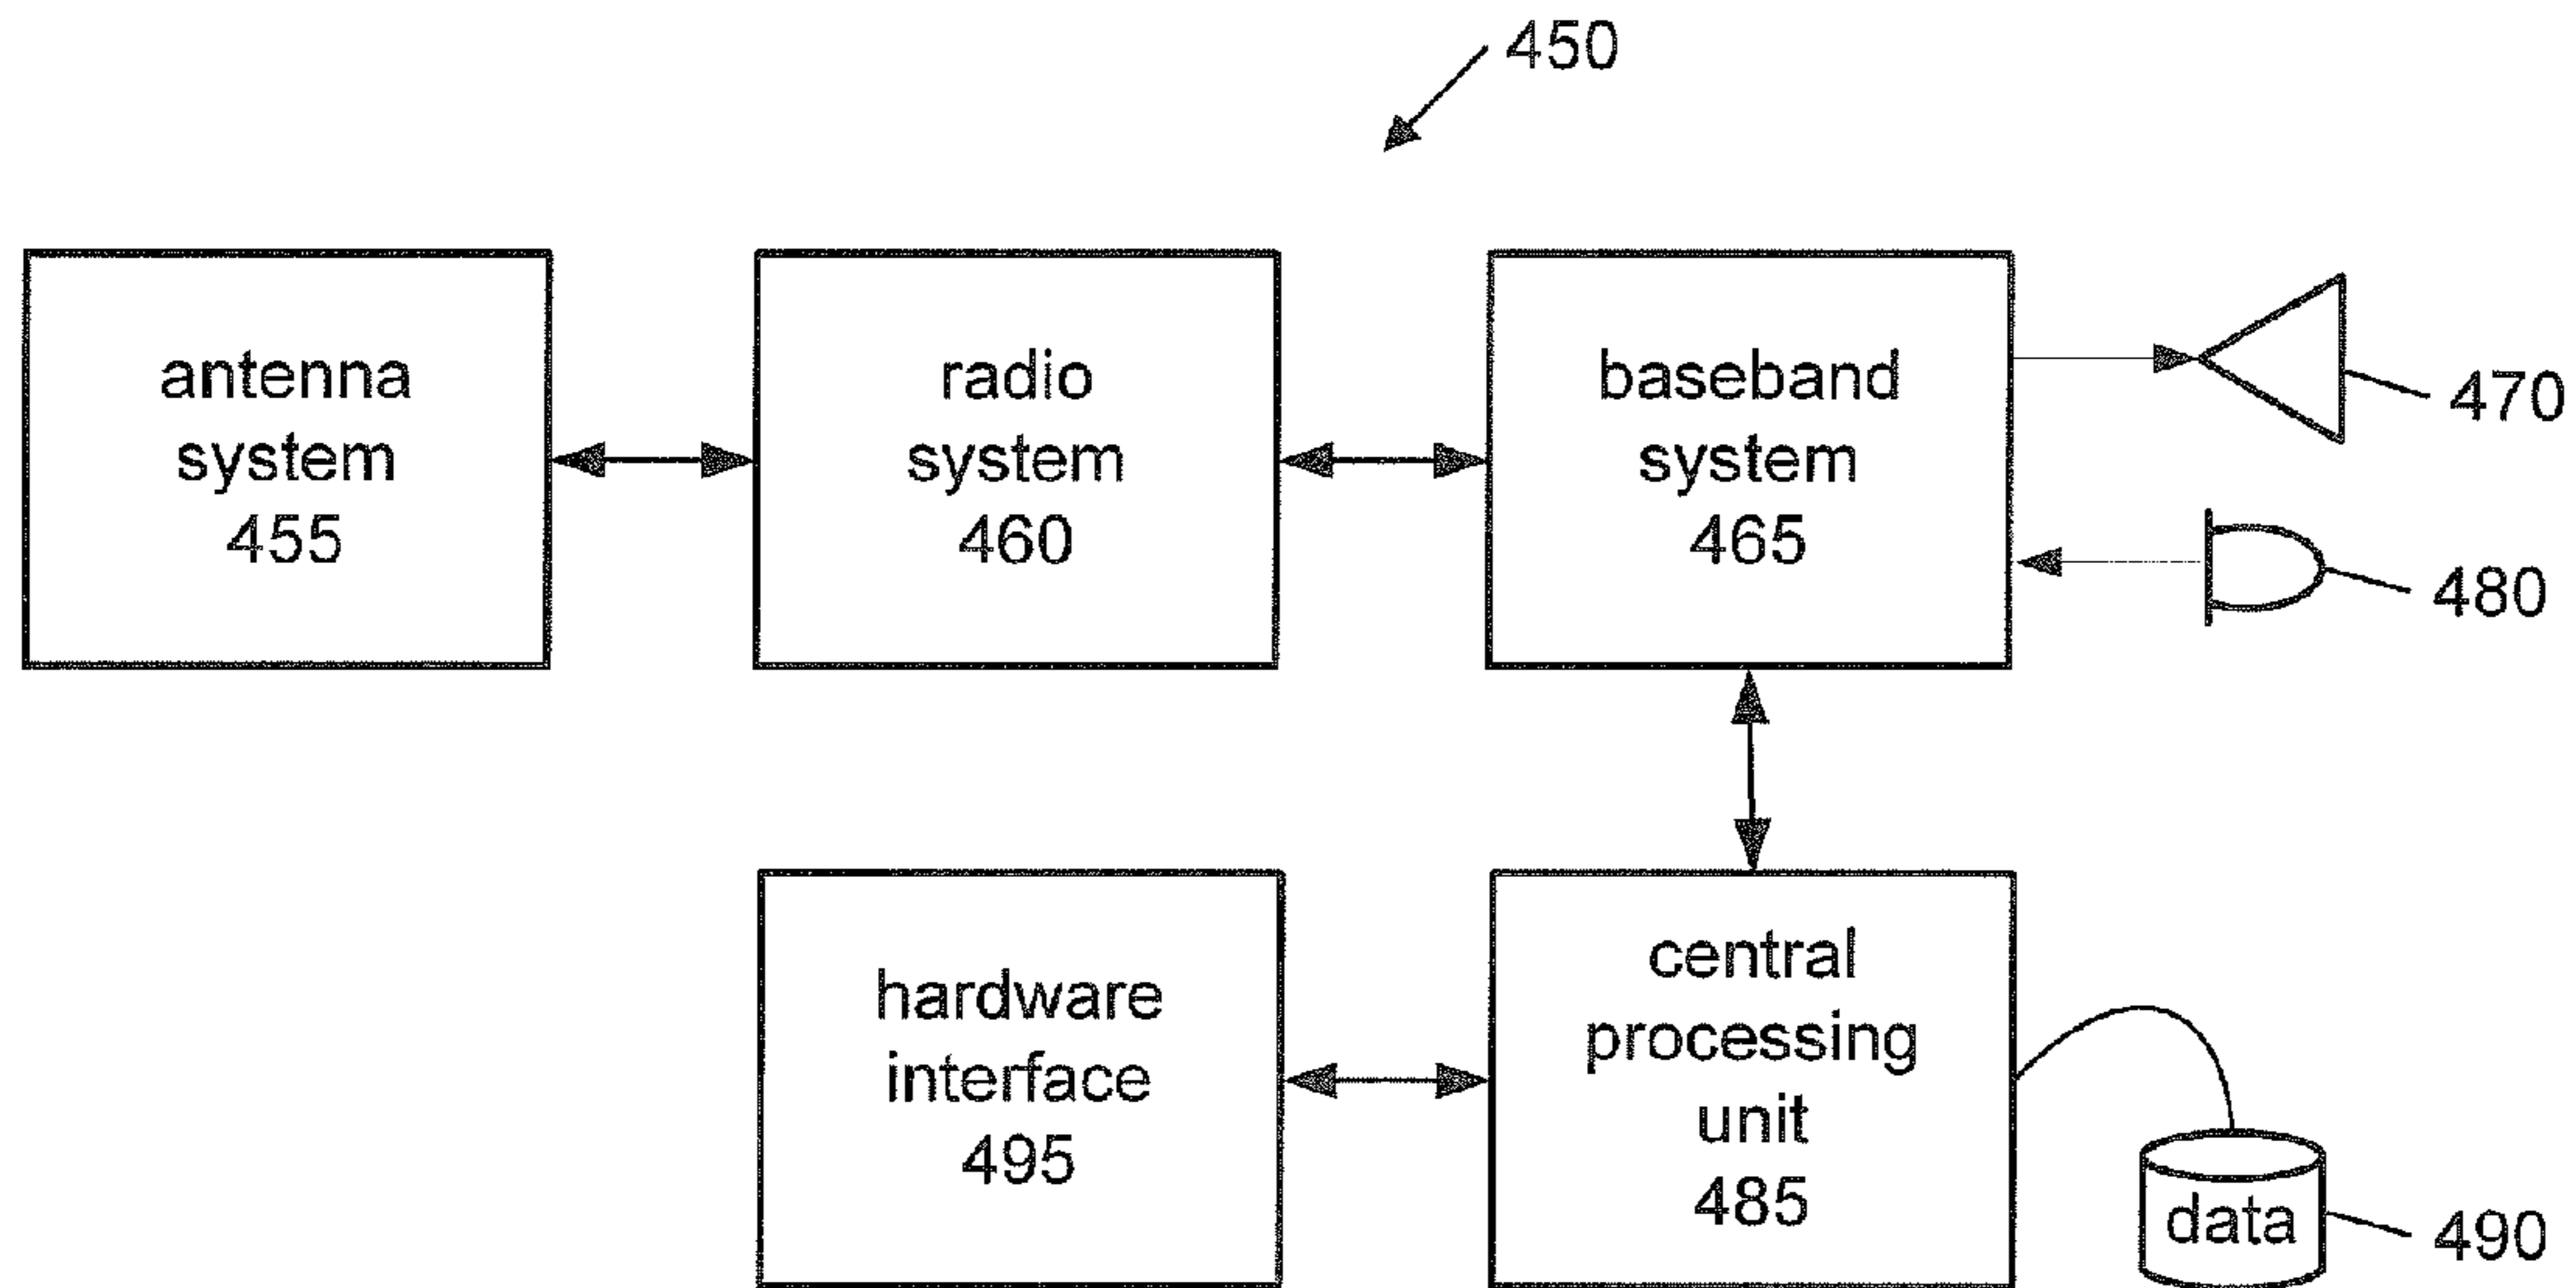 450
antenna
system
455
radio
system
460
baseband
system
465
470
480
hardware
interface
495
central
processing
unit
485
data
490